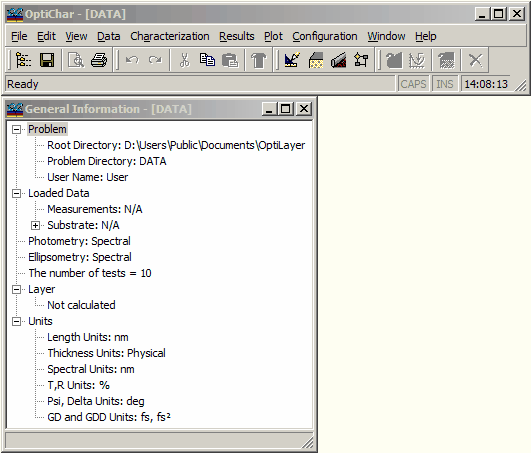 OptiChar - [DATA]
File Edit View Data Characterization Results Plot Configuration Window Help
Ready CAPS INS 14:08:13
General Information - [DATA]
Problem
Root Directory: D:\Users\Public\Documents\OptiLayer
Problem Directory: DATA
User Name: User
Loaded Data
Measurements: N/A
Substrate: N/A
Photometry: Spectral
Ellipsometry: Spectral
The number of tests = 10
Layer
Not calculated
Units
Length Units: nm
Thickness Units: Physical
Spectral Units: nm
T,R Units: %
Psi, Delta Units: deg
GD and GDD Units: fs, fs²